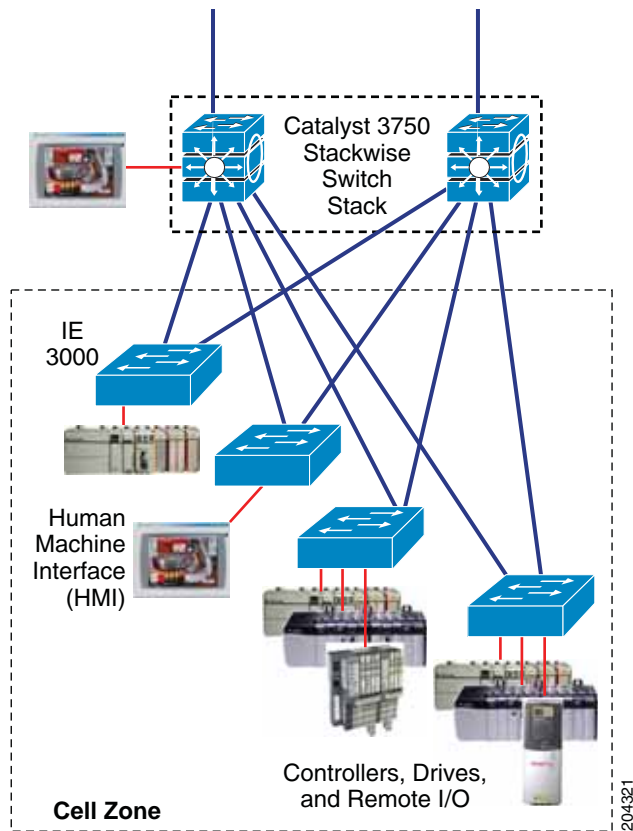 Catalyst 3750
Stackwise
Switch
Stack
IE
3000
Human
Machine
Interface
(HMI)
Controllers, Drives,
and Remote I/O
Cell Zone
204321